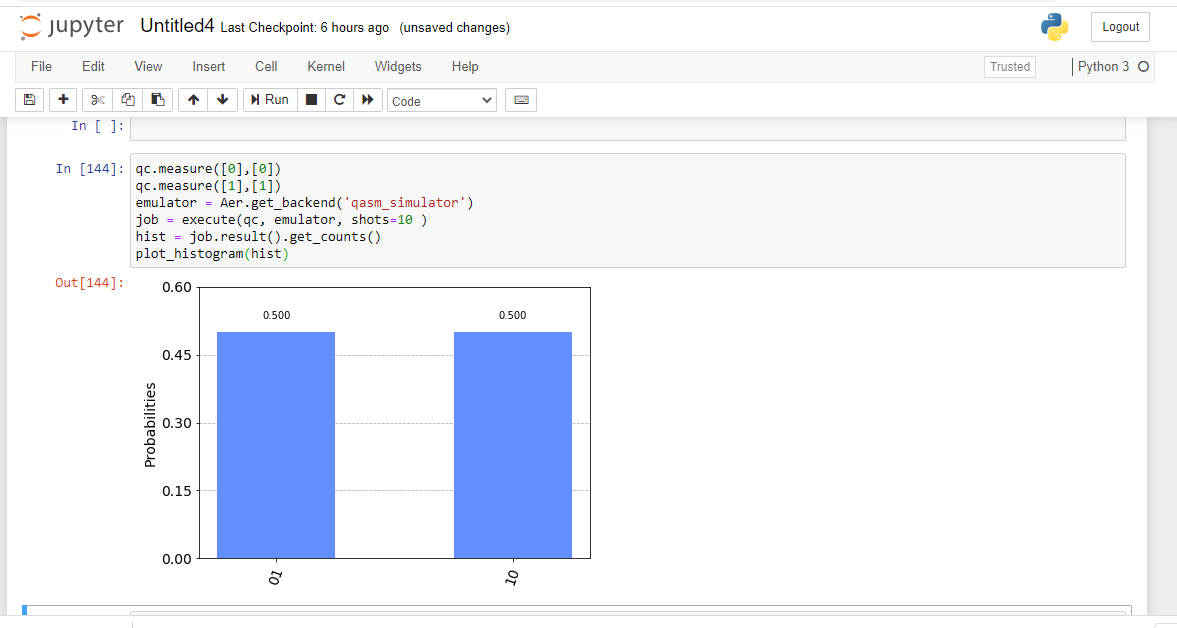 jupyter Untitled4 Last Checkpoint: 6 hours ago (unsaved changes) Logout
File Edit View Insert Cell Kernel Widgets Help Trusted Python 3
Run Code
In [ ]:
In [144]: qc.measure([0],[0])
qc.measure([1],[1])
emulator = Aer.get_backend('qasm_simulator')
job = execute(qc, emulator, shots=10 )
hist = job.result().get_counts()
plot_histogram(hist)
Out[144]:
0.60
0.500 0.500
0.45
Probabilities
0.30
0.15
0.00
01 10